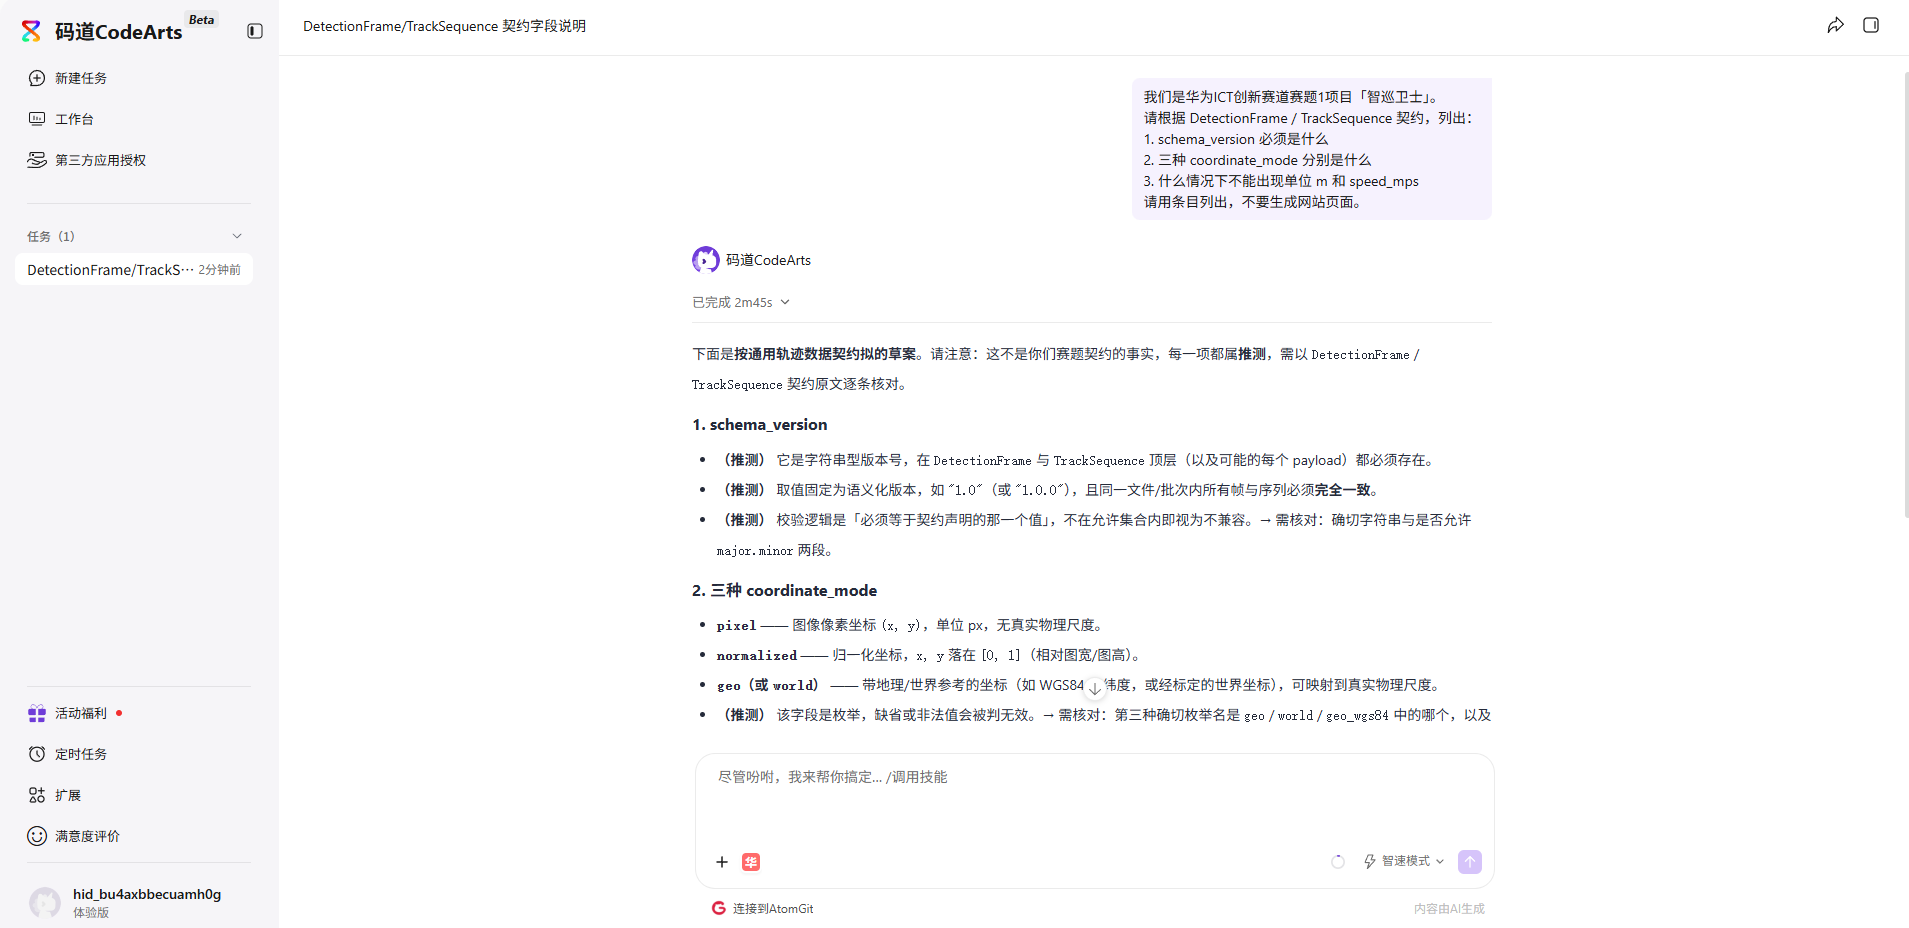 码道CodeArts
Beta
新建任务
工作台
第三方应用授权
任务（1）
DetectionFrame/TrackS··· 2分钟前
活动福利
定时任务
扩展
满意度评价
hid_bu4axbbecuamh0g
体验版
DetectionFrame/TrackSequence 契约字段说明
我们是华为ICT创新赛道赛题1项目「智巡卫士」。
请根据 DetectionFrame / TrackSequence 契约，列出：
1. schema_version 必须是什么
2. 三种 coordinate_mode 分别是什么
3. 什么情况下不能出现单位 m 和 speed_mps
请用条目列出，不要生成网站页面。
码道CodeArts
已完成 2m45s
下面是按通用轨迹数据契约拟的草案。请注意：这不是你们赛题契约的事实，每一项都属推测，需以 DetectionFrame /
TrackSequence 契约原文逐条核对。
1. schema_version
• （推测） 它是字符串型版本号，在 DetectionFrame 与 TrackSequence 顶层（以及可能的每个 payload）都必须存在。
• （推测） 取值固定为语义化版本，如 "1.0"（或 "1.0.0"），且同一文件/批次内所有帧与序列必须完全一致。
• （推测） 校验逻辑是「必须等于契约声明的那一个值」，不在允许集合内即视为不兼容。→ 需核对：确切字符串与是否允许
major.minor 两段。
2. 三种 coordinate_mode
• pixel —— 图像像素坐标 (x, y)，单位 px，无真实物理尺度。
• normalized —— 归一化坐标，x, y 落在 [0, 1]（相对图宽/图高）。
• geo（或 world） —— 带地理/世界参考的坐标（如 WGS84 纬度，或经标定的世界坐标），可映射到真实物理尺度。
• （推测） 该字段是枚举，缺省或非法值会被判无效。→ 需核对：第三种确切枚举名是 geo / world / geo_wgs84 中的哪个，以及
尽管吩咐，我来帮你搞定... /调用技能
华
智速模式
连接到AtomGit
内容由AI生成